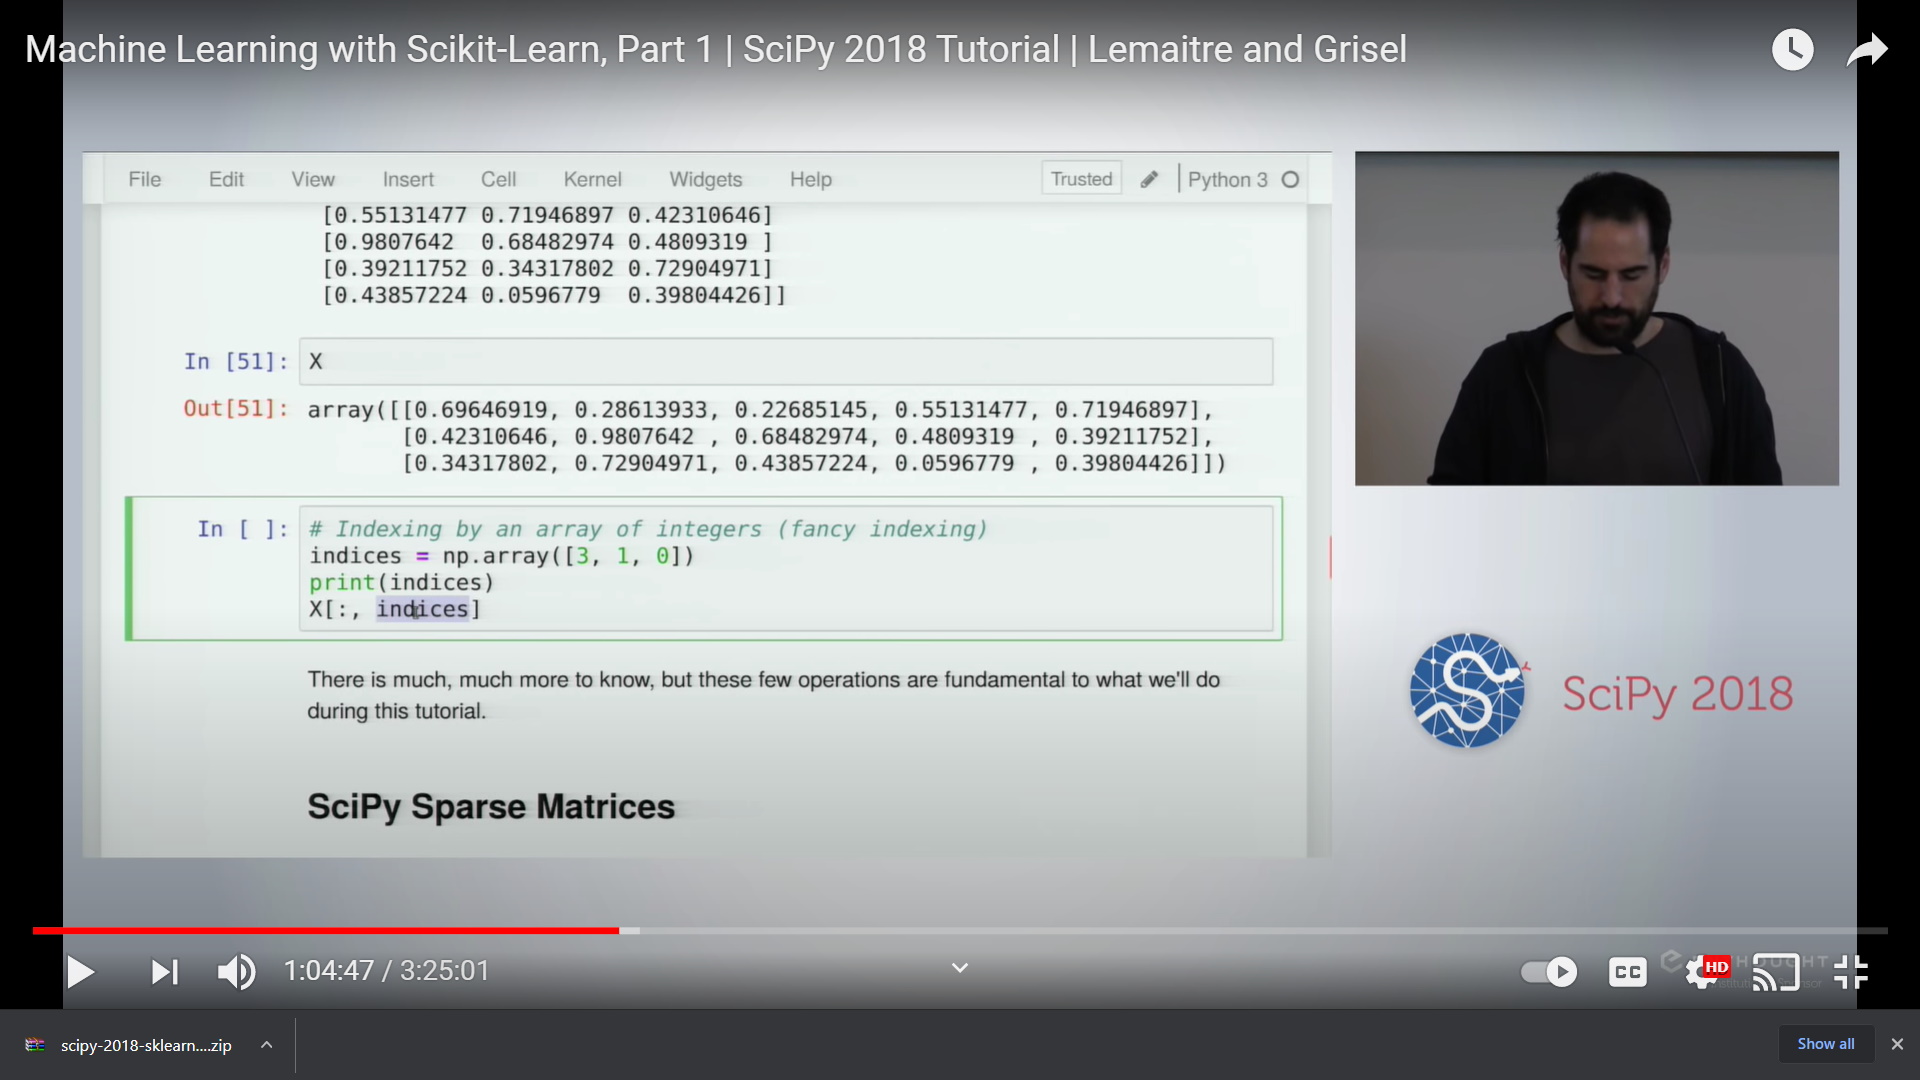 Machine Learning with Scikit-Learn, Part 1 | SciPy 2018 Tutorial | Lemaitre and Grisel
File Edit View Insert Cell Kernel Widgets Help Trusted Python 3
[0.55131477 0.71946897 0.42310646]
[0.9807642  0.68482974 0.4809319 ]
[0.39211752 0.34317802 0.72904971]
[0.43857224 0.0596779  0.39804426]]
In [51]: X
Out[51]: array([[0.69646919, 0.28613933, 0.22685145, 0.55131477, 0.71946897],
[0.42310646, 0.9807642 , 0.68482974, 0.4809319 , 0.39211752],
[0.34317802, 0.72904971, 0.43857224, 0.0596779 , 0.39804426]])
In [ ]: # Indexing by an array of integers (fancy indexing)
indices = np.array([3, 1, 0])
print(indices)
X[:, indices]
There is much, much more to know, but these few operations are fundamental to what we'll do
during this tutorial.
SciPy Sparse Matrices
SciPy 2018
1:04:47 / 3:25:01
CC
HD
scipy-2018-sklearn....zip
Show all